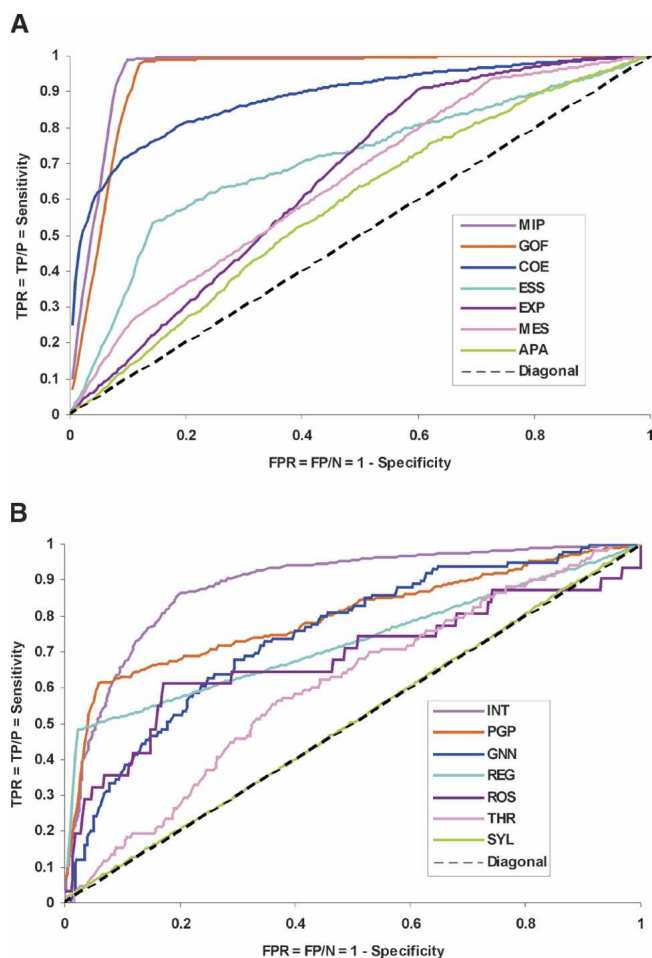 A
1
0.9
0.8
0.7
0.6
0.5
0.4
0.3
0.2
0.1
0
TPR = TP/P = Sensitivity
MIP
GOF
COE
ESS
EXP
MES
APA
Diagonal
0 0.2 0.4 0.6 0.8 1
FPR = FP/N = 1 - Specificity
B
1
0.9
0.8
0.7
0.6
0.5
0.4
0.3
0.2
0.1
0
TPR = TP/P = Sensitivity
INT
PGP
GNN
REG
ROS
THR
SYL
Diagonal
0 0.2 0.4 0.6 0.8 1
FPR = FP/N = 1 - Specificity